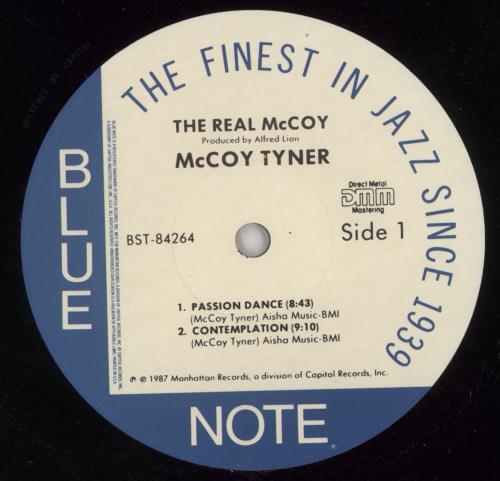 THE FINEST IN JAZZ SINCE 1939
THE REAL McCOY
Produced by Alfred Lion
McCOY TYNER
BLUE
BST-84264
Direct Metal
DMM
Mastering
Side 1
1. PASSION DANCE (8:43)
(McCoy Tyner) Aisha Music-BMI
2. CONTEMPLATION (9:10)
(McCoy Tyner) Aisha Music-BMI
℗ © 1987 Manhattan Records, a division of Capitol Records, Inc.
NOTE